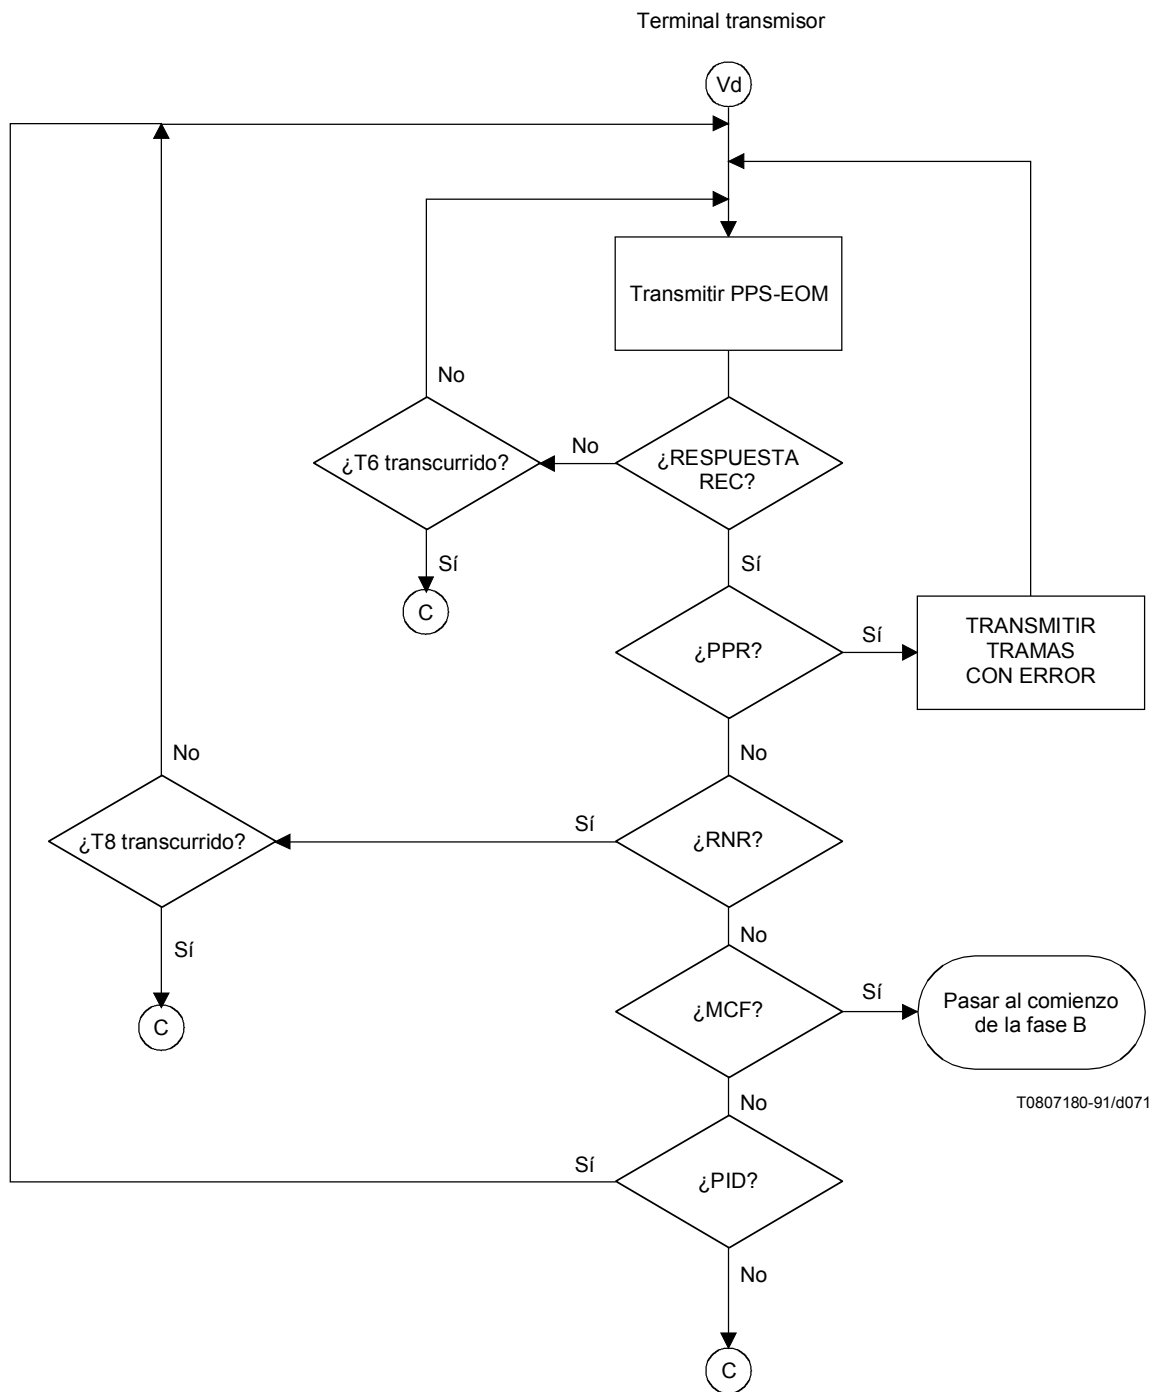 Terminal transmisor
Vd
Transmitir PPS-EOM
No
¿T6 transcurrido?
No
¿RESPUESTA
REC?
Sí
C
Sí
¿PPR?
Sí
TRANSMITIR
TRAMAS
CON ERROR
No
No
¿T8 transcurrido?
Sí
¿RNR?
Sí
C
No
¿MCF?
Sí
Pasar al comienzo
de la fase B
T0807180-91/d071
No
Sí
¿PID?
No
C